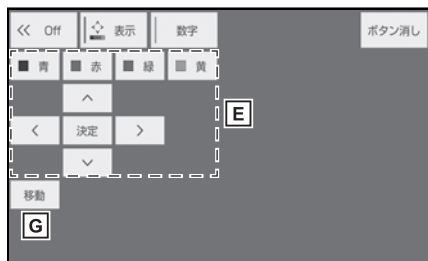 << Off 表示 数字 ボタン消し
■ 青 ■ 赤 ■ 緑 ■ 黄
^
E
< 決定 >
v
移動
G